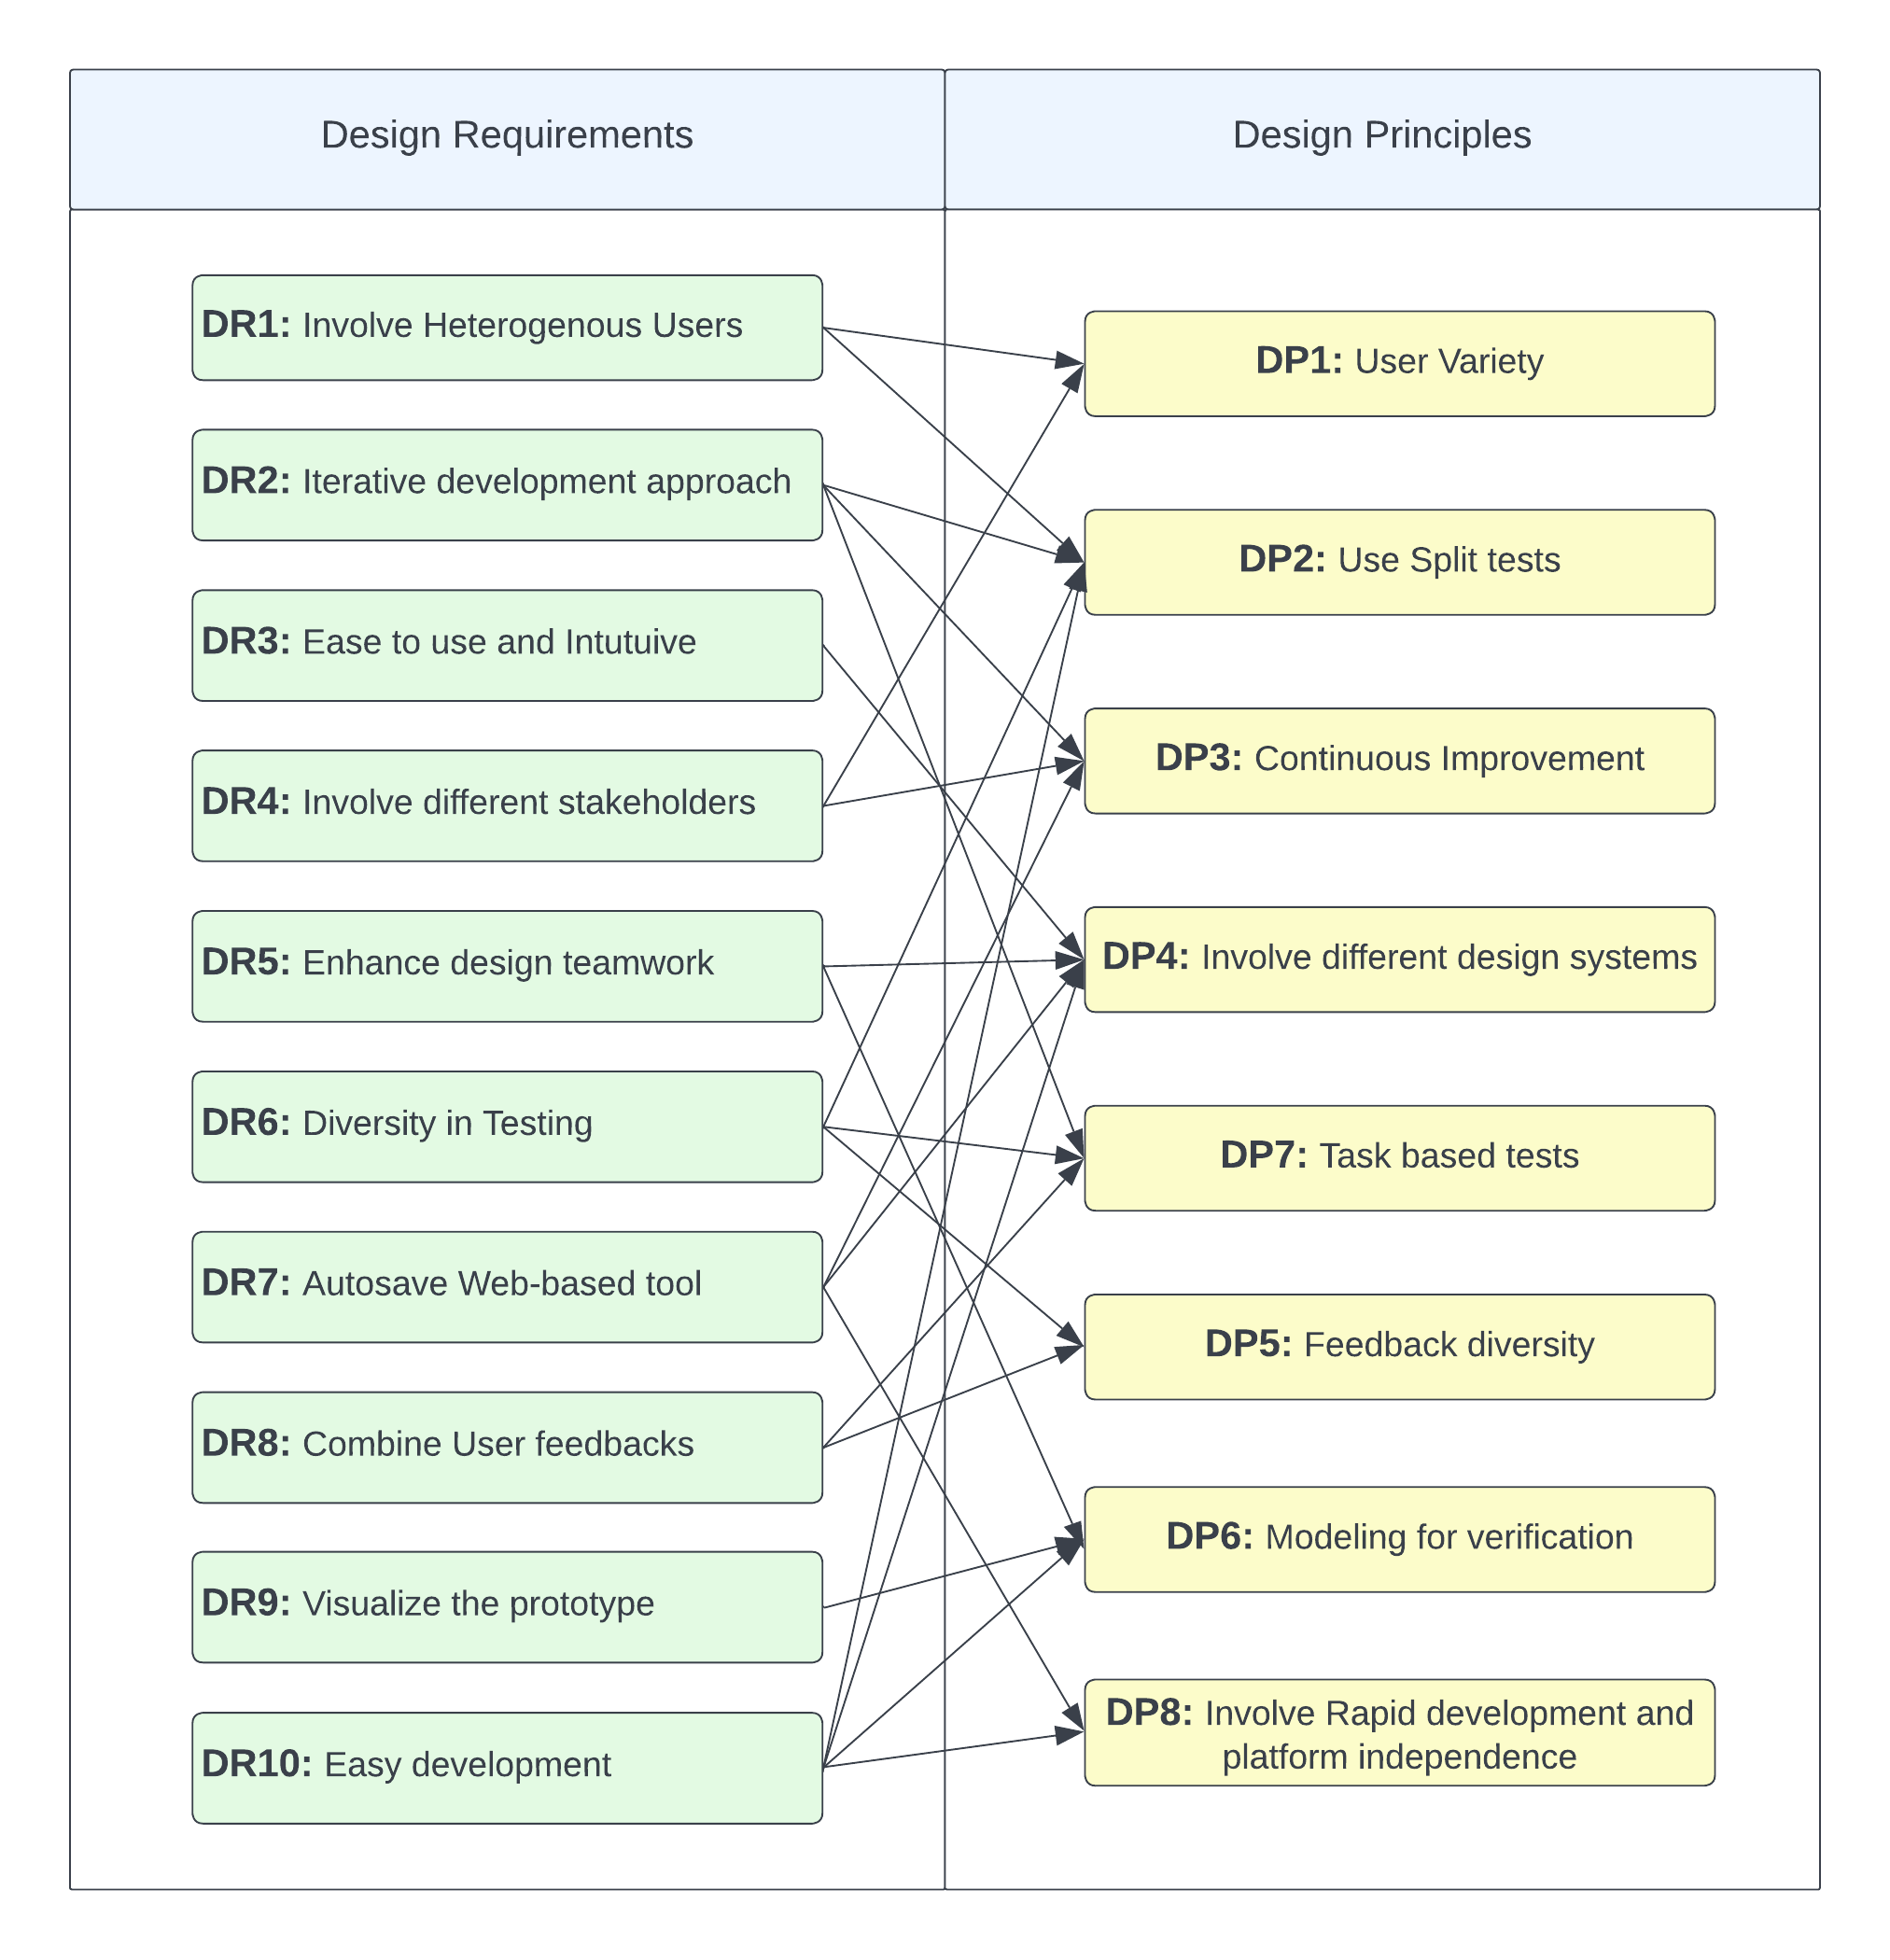 Design Requirements
Design Principles
DR1: Involve Heterogenous Users
DR2: Iterative development approach
DR3: Ease to use and Intutuive
DR4: Involve different stakeholders
DR5: Enhance design teamwork
DR6: Diversity in Testing
DR7: Autosave Web-based tool
DR8: Combine User feedbacks
DR9: Visualize the prototype
DR10: Easy development
DP1: User Variety
DP2: Use Split tests
DP3: Continuous Improvement
DP4: Involve different design systems
DP7: Task based tests
DP5: Feedback diversity
DP6: Modeling for verification
DP8: Involve Rapid development and
platform independence